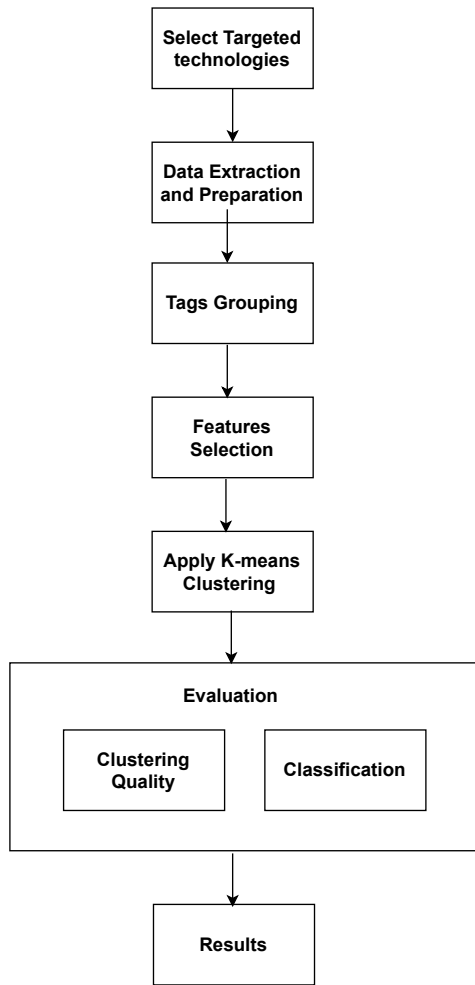 Select Targeted
technologies
Data Extraction
and Preparation
Tags Grouping
Features
Selection
Apply K-means
Clustering
Evaluation
Clustering
Quality
Classification
Results